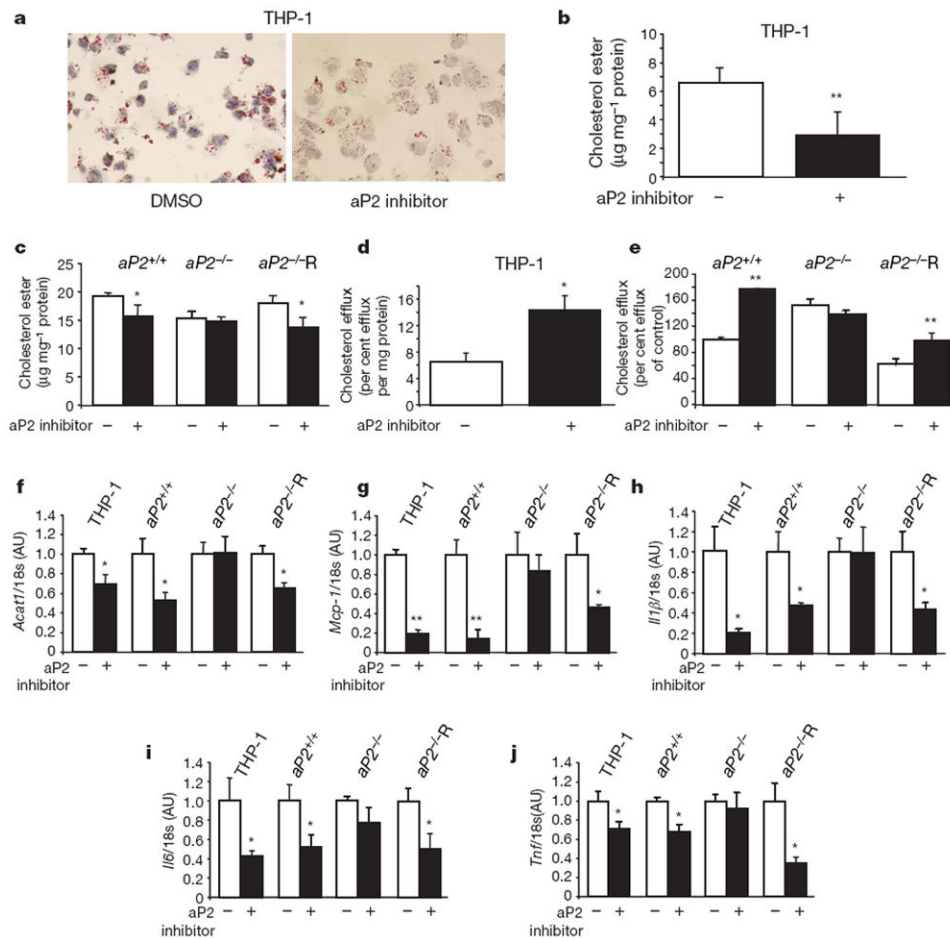 a
THP-1
DMSO
aP2 inhibitor
b
THP-1
Cholesterol ester
(µg mg⁻¹ protein)
10
8
6
4
2
0
**
aP2 inhibitor
– +
c
aP2⁺/⁺ aP2⁻/⁻ aP2⁻/⁻R
Cholesterol ester
(µg mg⁻¹ protein)
25
20
15
10
5
0
* *
– + – + – +
aP2 inhibitor
d
THP-1
Cholesterol efflux
(per cent efflux
per mg protein)
16
12
8
4
0
*
– +
aP2 inhibitor
e
aP2⁺/⁺ aP2⁻/⁻ aP2⁻/⁻R
Cholesterol efflux
(per cent efflux
of control)
200
160
120
80
40
0
** **
– + – + – +
aP2 inhibitor
f
THP-1 aP2⁺/⁺ aP2⁻/⁻ aP2⁻/⁻R
Acat1/18s (AU)
1.4
1.2
1.0
0.8
0.6
0.4
0.2
0
* * *
– + – + – + – +
aP2
inhibitor
g
THP-1 aP2⁺/⁺ aP2⁻/⁻ aP2⁻/⁻R
Mcp-1/18s (AU)
1.4
1.2
1.0
0.8
0.6
0.4
0.2
0
** ** *
– + – + – + – +
aP2
inhibitor
h
THP-1 aP2⁺/⁺ aP2⁻/⁻ aP2⁻/⁻R
Il1β/18s (AU)
1.4
1.2
1.0
0.8
0.6
0.4
0.2
0
* * *
– + – + – + – +
aP2
inhibitor
i
THP-1 aP2⁺/⁺ aP2⁻/⁻ aP2⁻/⁻R
Il6/18s (AU)
1.4
1.2
1.0
0.8
0.6
0.4
0.2
0
* * *
– + – + – + – +
aP2
inhibitor
j
THP-1 aP2⁺/⁺ aP2⁻/⁻ aP2⁻/⁻R
Tnf/18s(AU)
1.4
1.2
1.0
0.8
0.6
0.4
0.2
0
* * *
– + – + – + – +
aP2
inhibitor